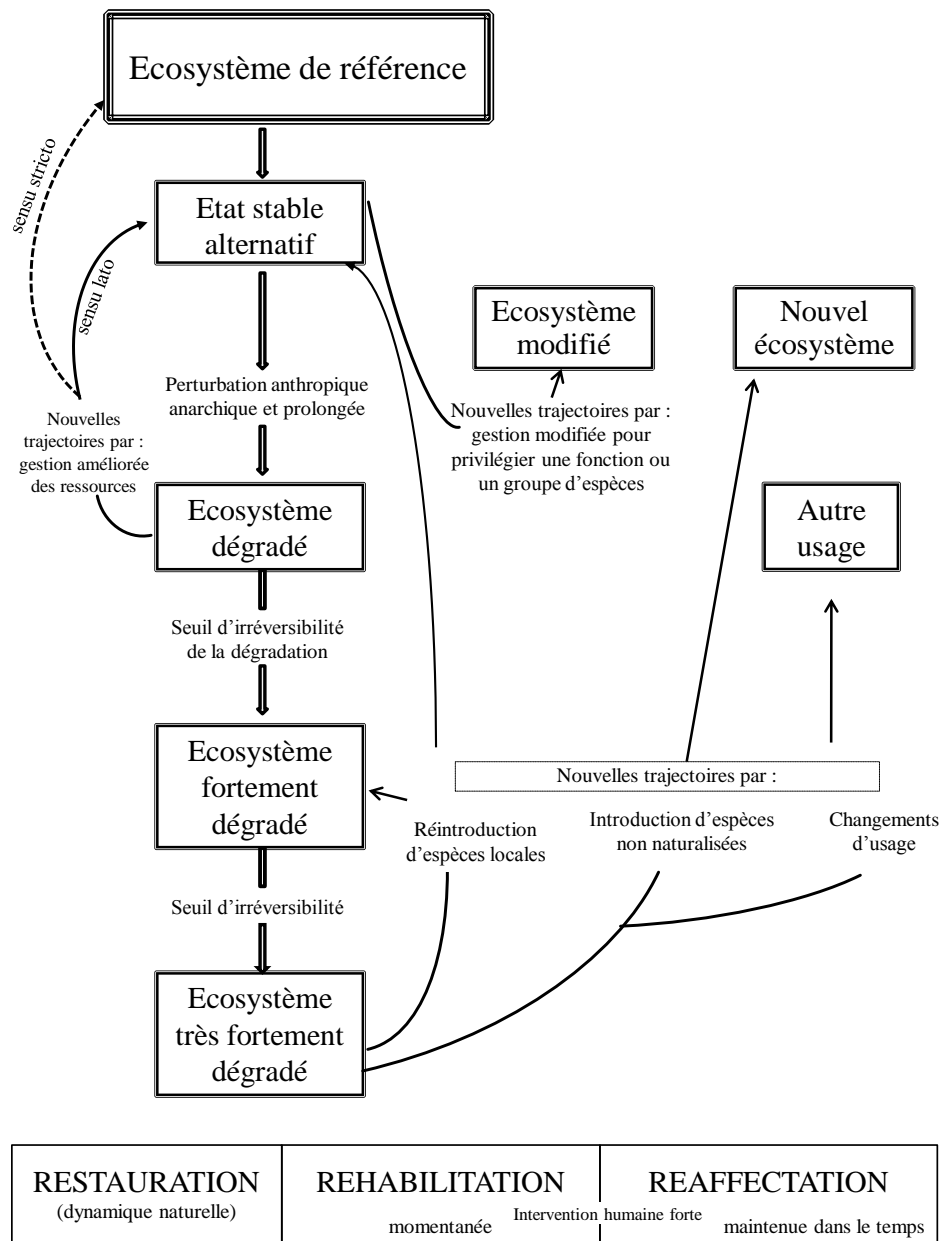 Ecosystème de référence
sensu stricto
Etat stable
alternatif
sensu lato
Ecosystème
modifié
Nouvel
écosystème
Perturbation anthropique
anarchique et prolongée
Nouvelles
trajectoires par :
gestion améliorée
des ressources
Nouvelles trajectoires par :
gestion modifiée pour
privilégier une fonction ou
un groupe d’espèces
Ecosystème
dégradé
Autre
usage
Seuil d’irréversibilité
de la dégradation
Ecosystème
fortement
dégradé
Nouvelles trajectoires par :
Réintroduction
d’espèces locales
Introduction d’espèces
non naturalisées
Changements
d’usage
Seuil d’irréversibilité
Ecosystème
très fortement
dégradé
RESTAURATION
(dynamique naturelle)
REHABILITATION
REAFFECTATION
momentanée
Intervention humaine forte
maintenue dans le temps